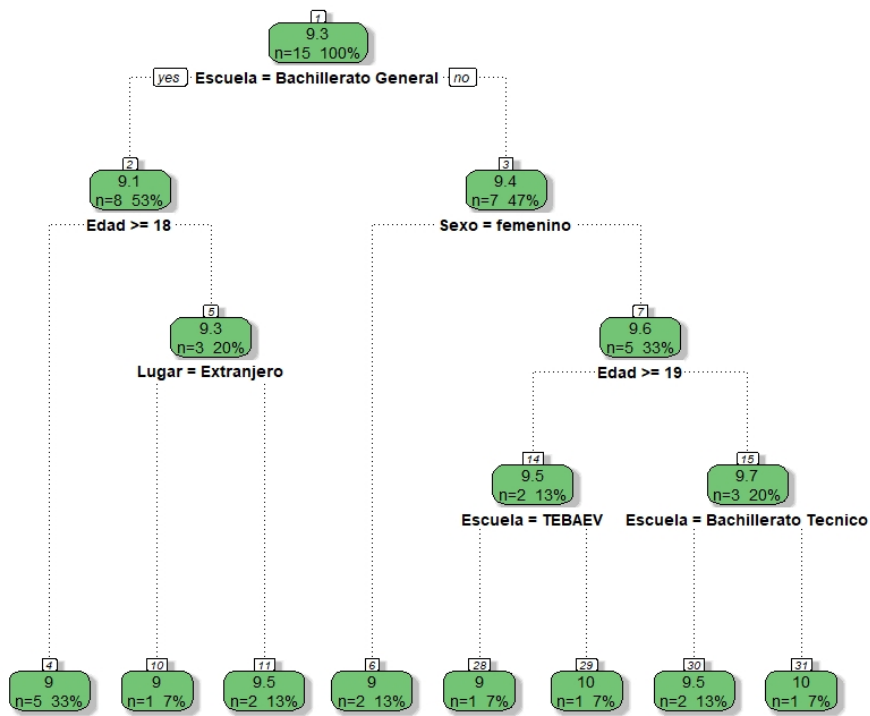 1
9.3
n=15 100%
yes Escuela = Bachillerato General no
2
9.1
n=8 53%
3
9.4
n=7 47%
Edad >= 18
Sexo = femenino
5
9.3
n=3 20%
7
9.6
n=5 33%
Lugar = Extranjero
Edad >= 19
14
9.5
n=2 13%
15
9.7
n=3 20%
Escuela = TEBAEV
Escuela = Bachillerato Tecnico
4
9
n=5 33%
10
9
n=1 7%
11
9.5
n=2 13%
6
9
n=2 13%
28
9
n=1 7%
29
10
n=1 7%
30
9.5
n=2 13%
31
10
n=1 7%